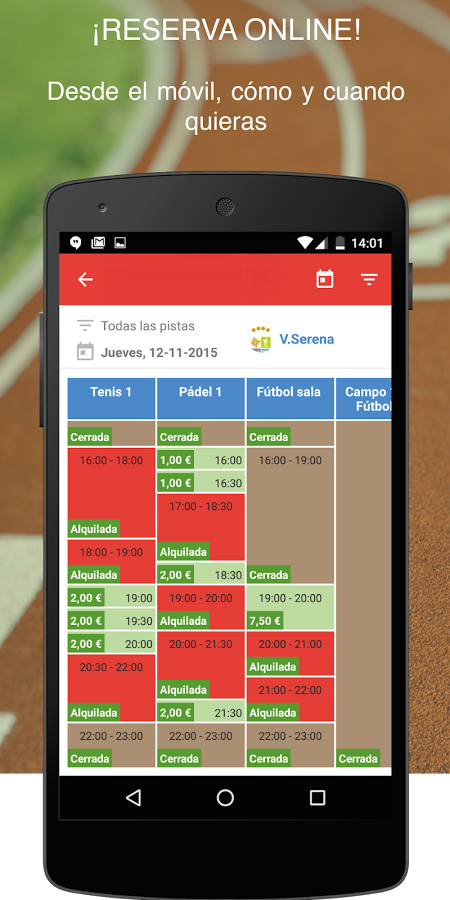 ¡RESERVA ONLINE!
Desde el móvil, cómo y cuando
quieras
14:01
Todas las pistas
Jueves, 12-11-2015
V.Serena
Tenis 1
Cerrada
16:00 - 18:00
Alquilada
18:00 - 19:00
Alquilada
2,00 € 19:00
2,00 € 19:30
2,00 € 20:00
20:30 - 22:00
Alquilada
22:00 - 23:00
Cerrada
Pádel 1
Cerrada
1,00 € 16:00
1,00 € 16:30
17:00 - 18:30
Alquilada
2,00 € 18:30
19:00 - 20:00
Alquilada
20:00 - 21:30
Alquilada
2,00 € 21:30
22:00 - 23:00
Cerrada
Fútbol sala
Cerrada
16:00 - 19:00
Cerrada
19:00 - 20:00
7,50 €
20:00 - 21:00
Alquilada
21:00 - 22:00
Alquilada
22:00 - 23:00
Cerrada
Campo
Fútbol
Cerrada